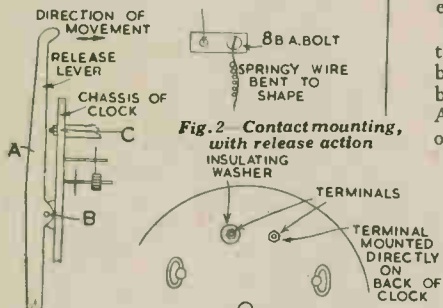 DIRECTION OF
MOVEMENT
RELEASE
LEVER
CHASSIS OF
CLOCK
A
C
B
8 B A. BOLT
SPRINGY WIRE
BENT TO
SHAPE
Fig. 2—Contact mounting,
with release action
INSULATING
WASHER
TERMINALS
TERMINAL
MOUNTED
DIRECTLY
ON
BACK OF
CLOCK
e
t
b
b
A
o